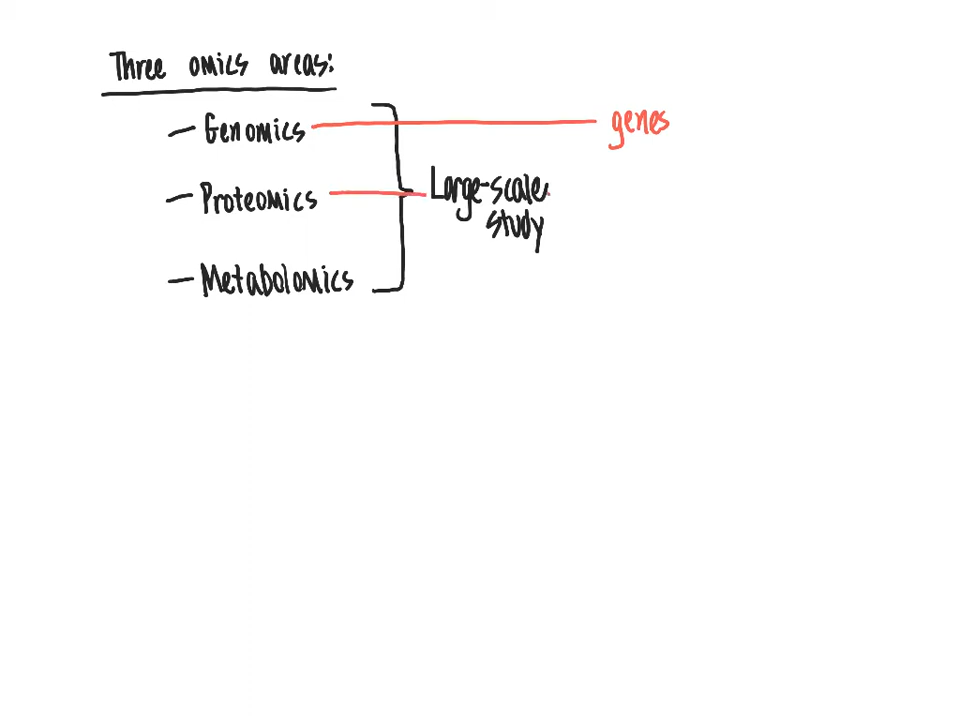 Three omics areas:
– Genomics
genes
– Proteomics
Large-scale
study
– Metabolomics